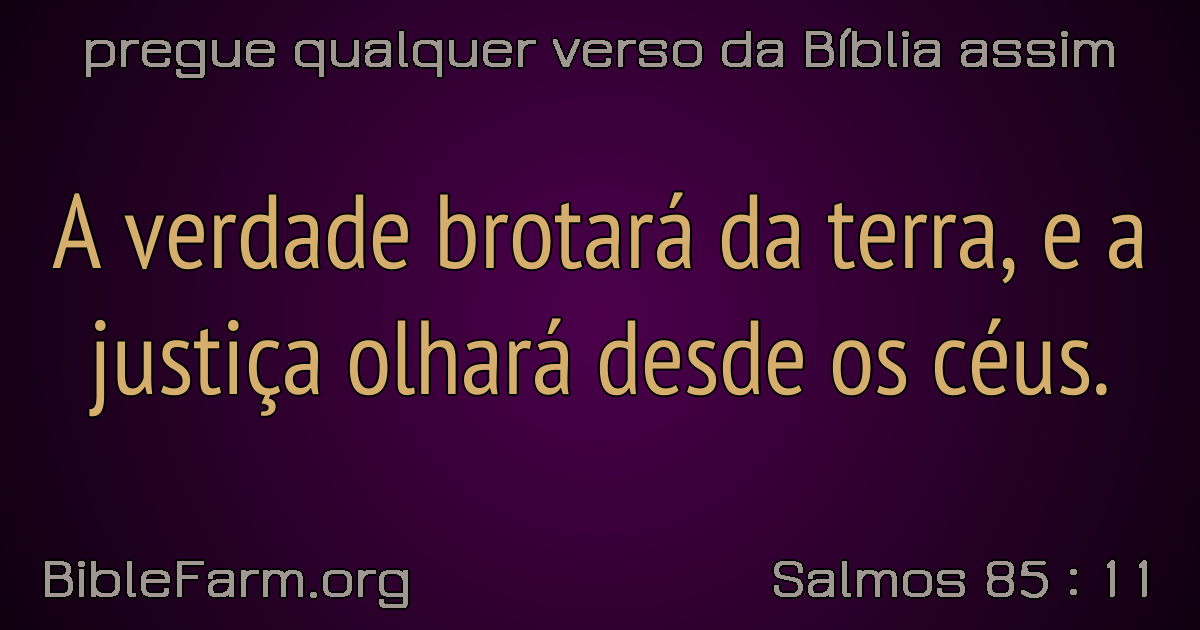 pregue qualquer verso da Bíblia assim
A verdade brotará da terra, e a
justiça olhará desde os céus.
BibleFarm.org
Salmos 85 : 11